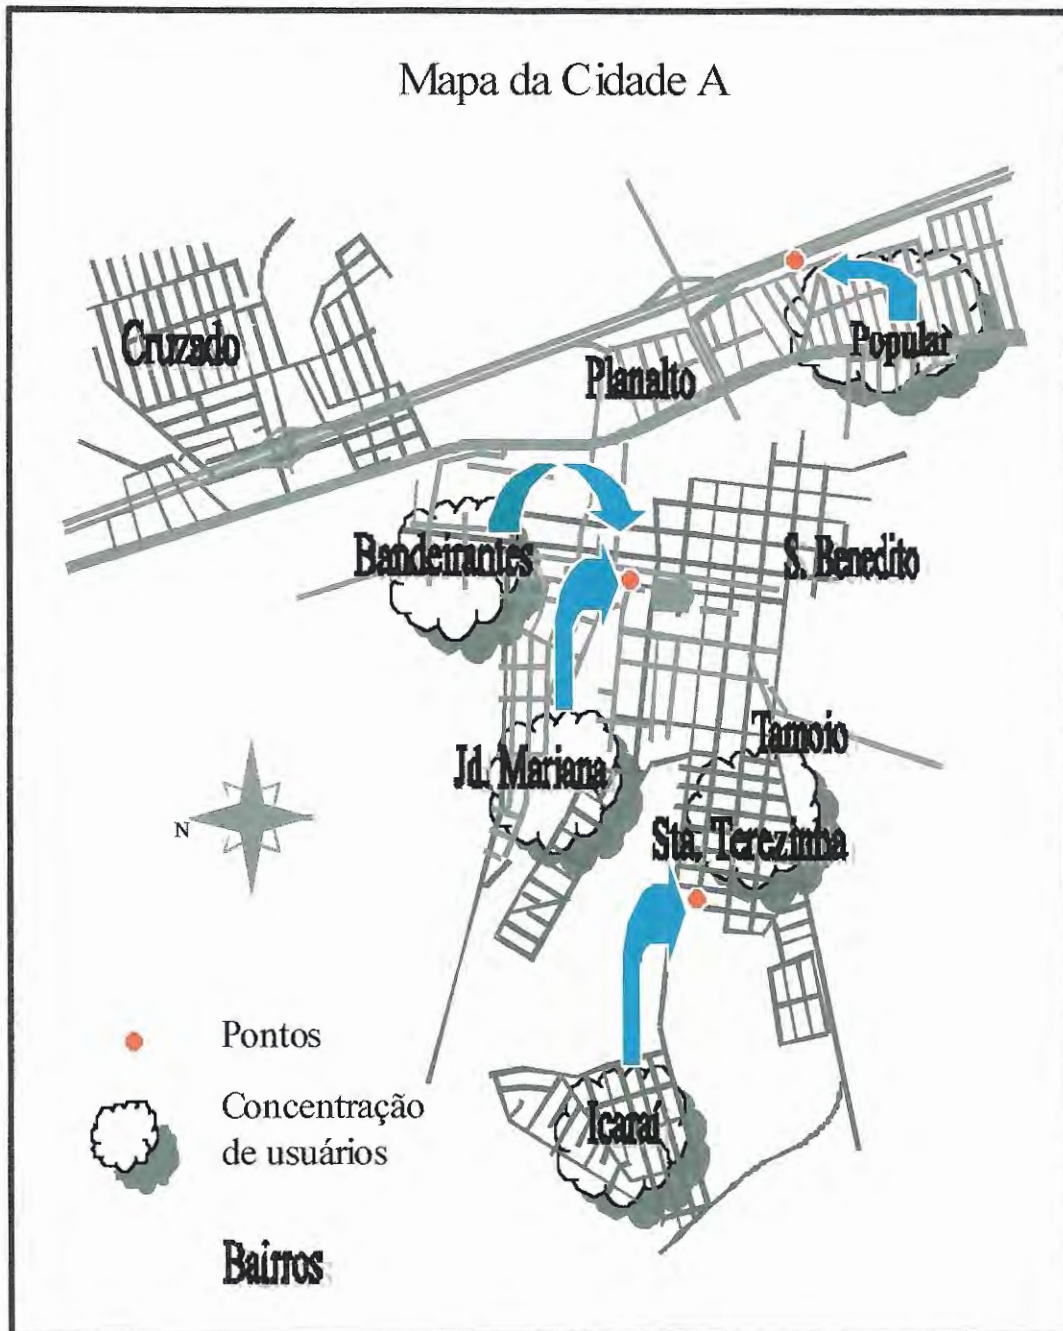 Mapa da Cidade A
Cruzado
Planalto
Popular
Bandeirantes
S. Benedito
Tamoio
Jd. Mariana
Sta. Terezinha
N
Pontos
Concentração
de usuários
Icaraí
Bairros